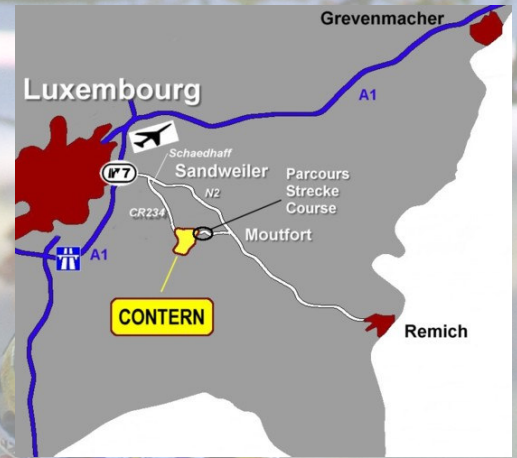 Grevenmacher
Luxembourg
A1
Schaedhaff
Sandweiler
Parcours
Strecke
Course
N° 7
N2
CR234
Moutfort
A1
CONTERN
Remich